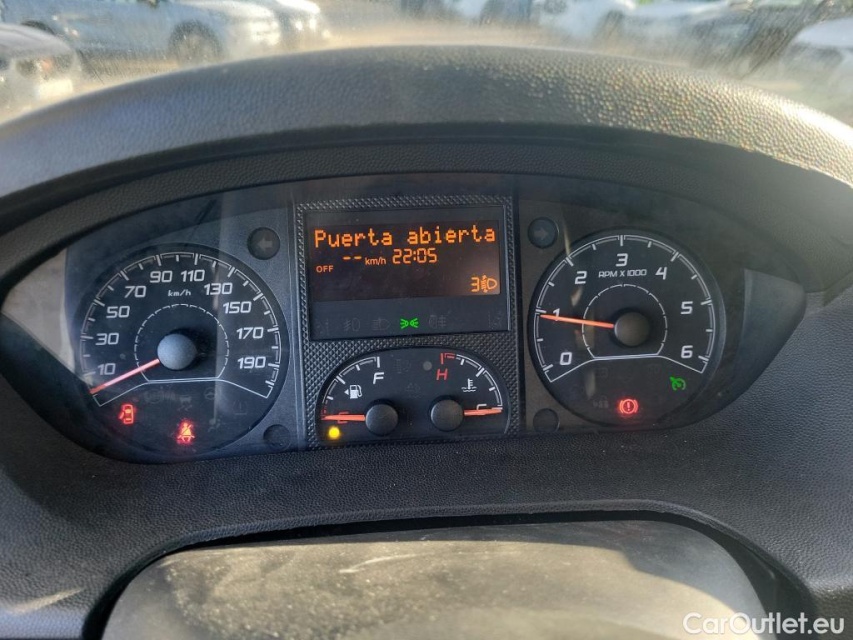 Puerta abierta
OFF -- km/h 22:05
3
10 30 50 70 90 110 130 150 170 190
km/h
F
H
0 1 2 3 4 5 6
RPM X 1000
CarOutlet.eu